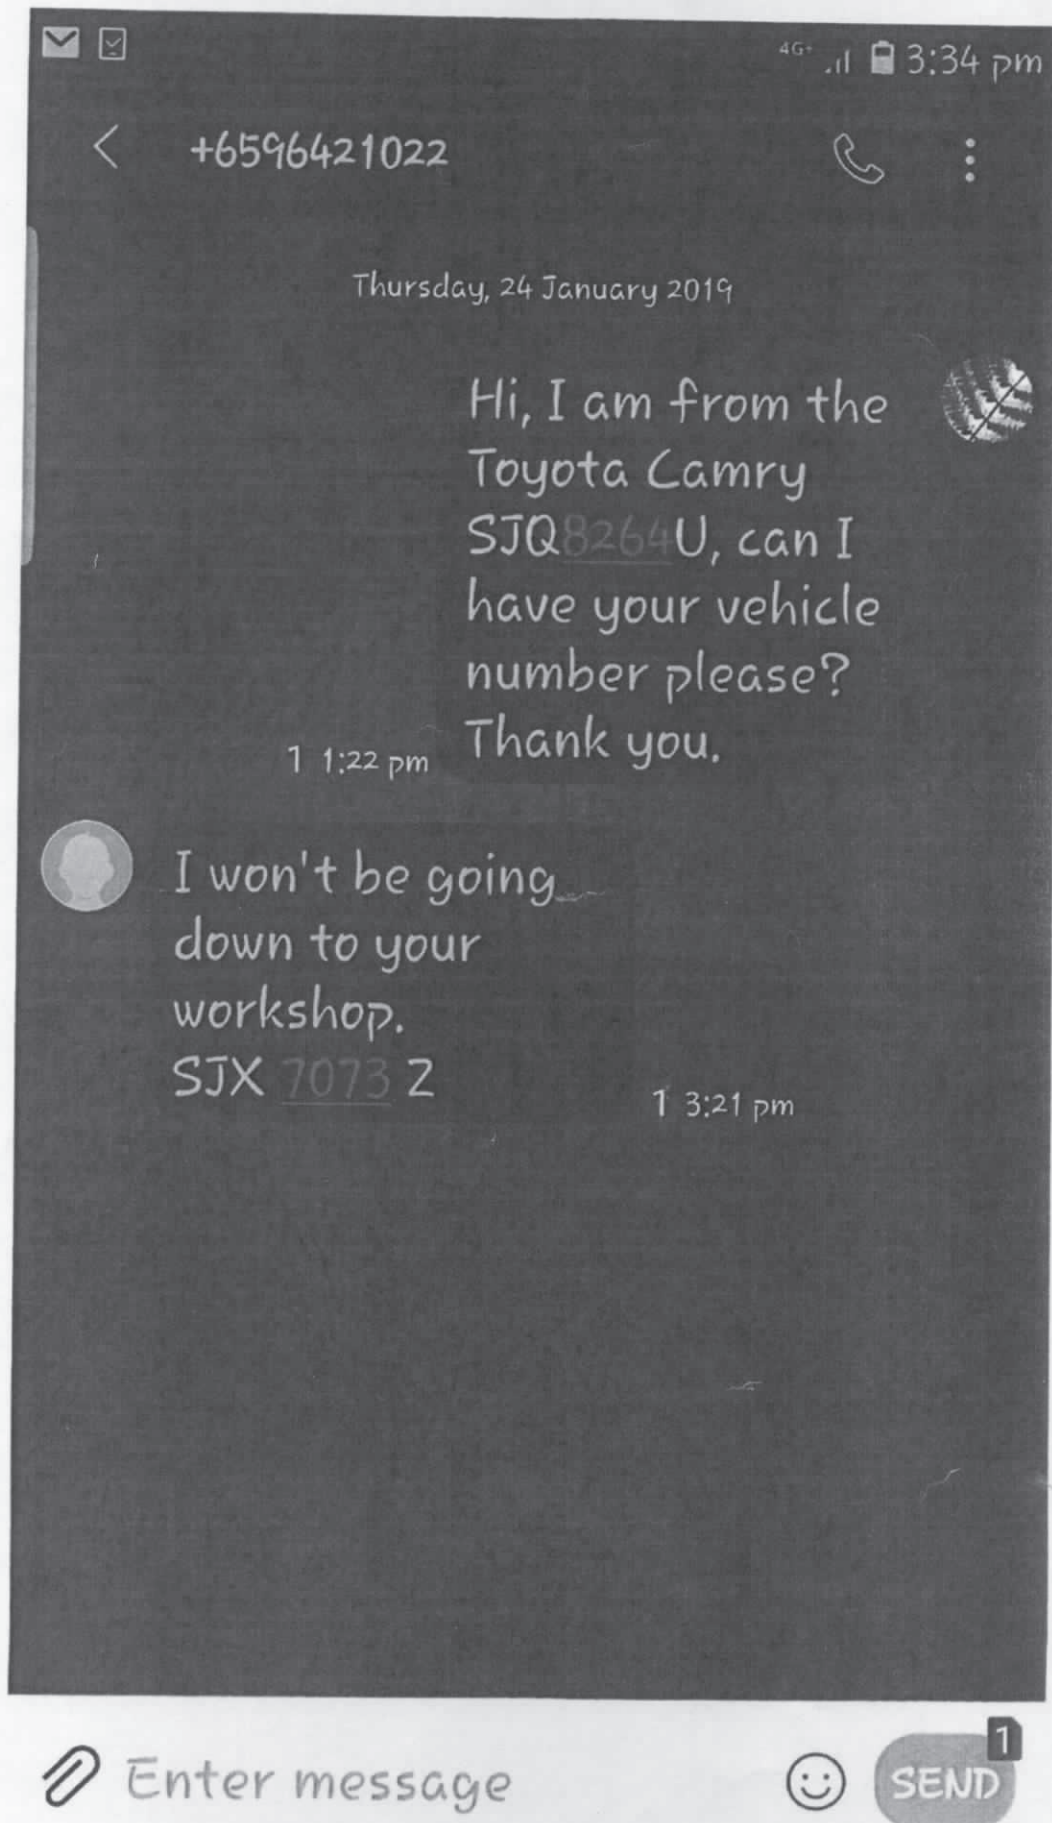 4G+ 3:34 pm
+6596421022
Thursday, 24 January 2019
Hi, I am from the
Toyota Camry
SJQ8264U, can I
have your vehicle
number please?
Thank you.
1 1:22 pm
I won't be going
down to your
workshop.
SJX 7073 Z
1 3:21 pm
Enter message
SEND
1